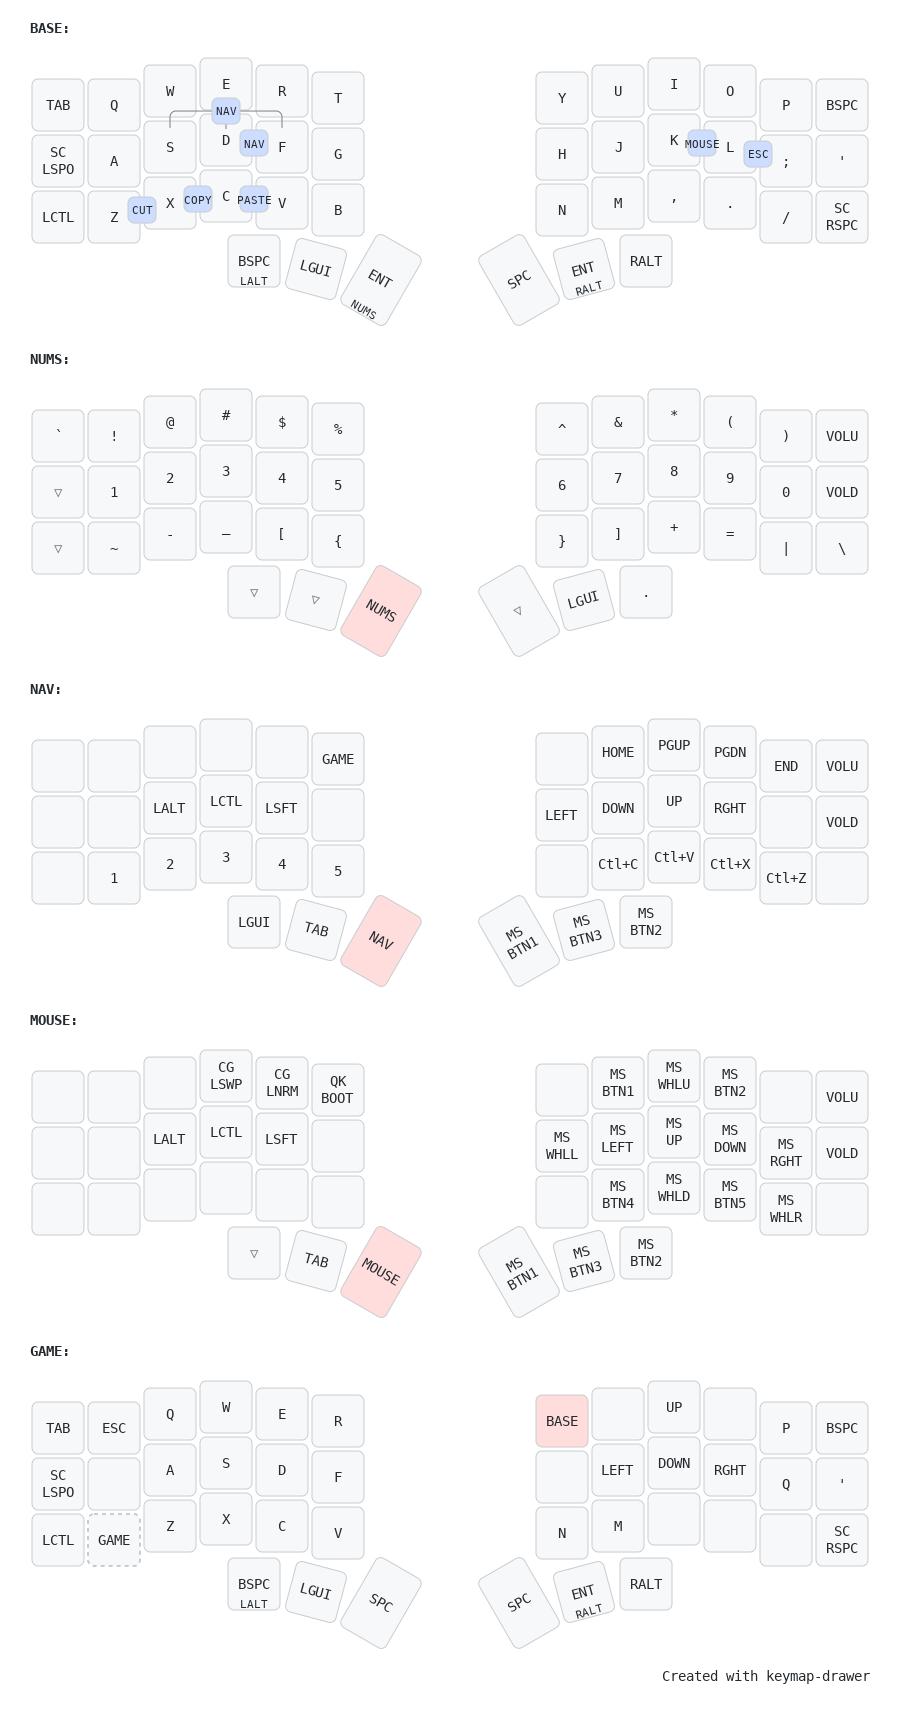 BASE:
TAB Q W E R T Y U I O P BSPC
NAV
SC LSPO A S D NAV F G H J K MOUSE L ESC ; '
LCTL Z CUT X COPY C PASTE V B N M , . / SC RSPC
BSPC LALT LGUI ENT NUMS SPC ENT RALT RALT
NUMS:
` ! @ # $ % ^ & * ( ) VOLU
▽ 1 2 3 4 5 6 7 8 9 0 VOLD
▽ ~ - – [ { } ] + = | \
▽ ▽ NUMS ▽ LGUI .
NAV:
GAME HOME PGUP PGDN END VOLU
LALT LCTL LSFT LEFT DOWN UP RGHT VOLD
1 2 3 4 5 Ctl+C Ctl+V Ctl+X Ctl+Z
LGUI TAB NAV MS BTN1 MS BTN3 MS BTN2
MOUSE:
CG LSWP CG LNRM QK BOOT MS BTN1 MS WHLU MS BTN2 VOLU
LALT LCTL LSFT MS WHLL MS LEFT MS UP MS DOWN MS RGHT VOLD
MS BTN4 MS WHLD MS BTN5 MS WHLR
▽ TAB MOUSE MS BTN1 MS BTN3 MS BTN2
GAME:
TAB ESC Q W E R BASE UP P BSPC
SC LSPO A S D F LEFT DOWN RGHT Q '
LCTL GAME Z X C V N M SC RSPC
BSPC LALT LGUI SPC SPC ENT RALT RALT
Created with keymap-drawer